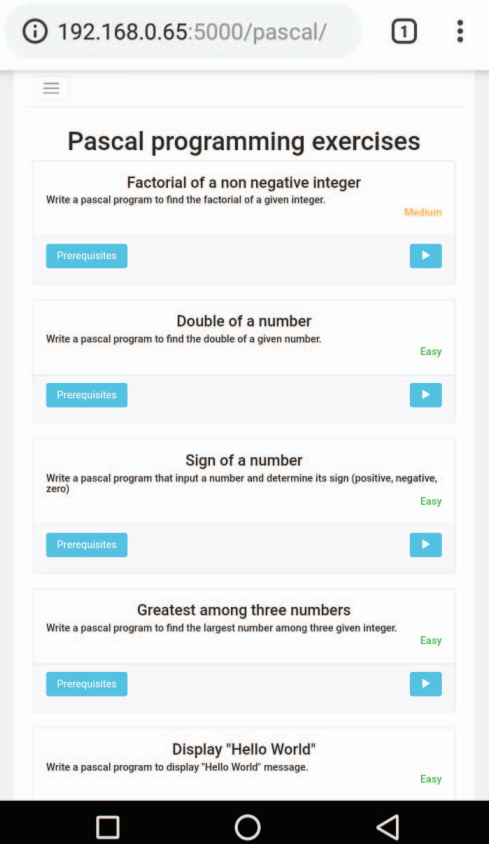 192.168.0.65:5000/pascal/
1
Pascal programming exercises
Factorial of a non negative integer
Write a pascal program to find the factorial of a given integer.
Medium
Prerequisites
Double of a number
Write a pascal program to find the double of a given number.
Easy
Prerequisites
Sign of a number
Write a pascal program that input a number and determine its sign (positive, negative,
zero)
Easy
Prerequisites
Greatest among three numbers
Write a pascal program to find the largest number among three given integer.
Easy
Prerequisites
Display "Hello World"
Write a pascal program to display "Hello World" message.
Easy